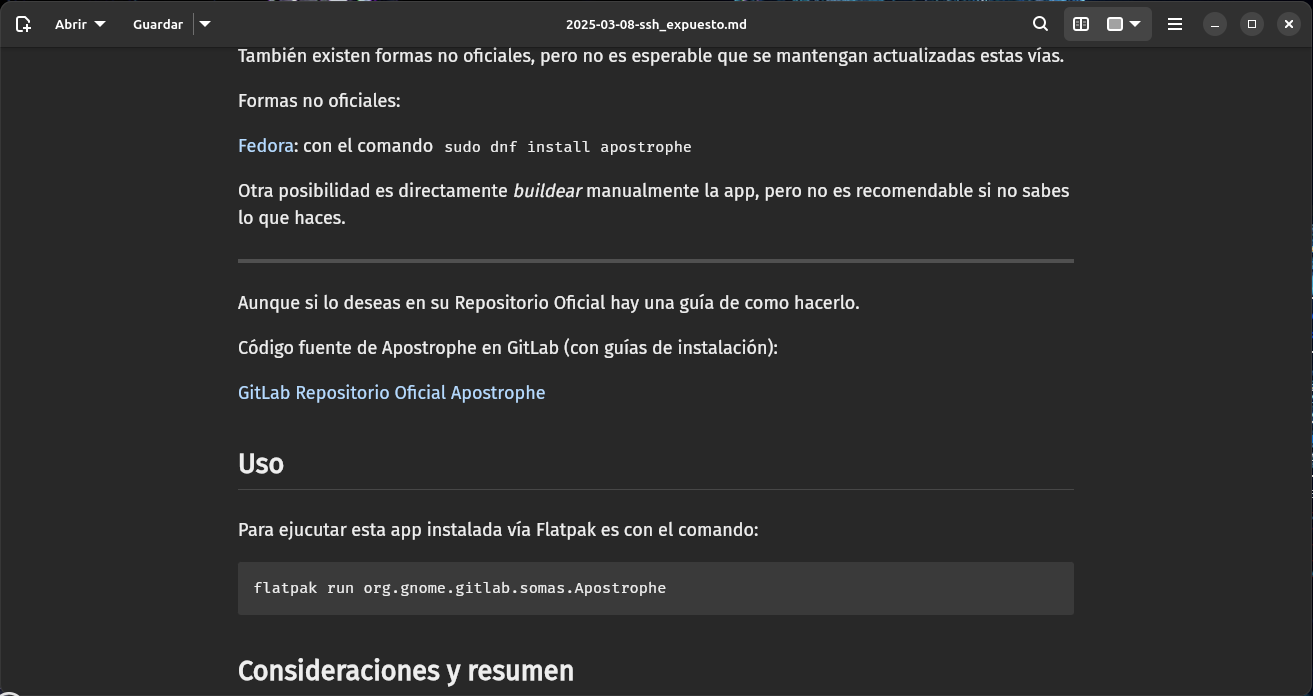 Abrir
Guardar
2025-03-08-ssh_expuesto.md
También existen formas no oficiales, pero no es esperable que se mantengan actualizadas estas vías.
Formas no oficiales:
Fedora: con el comando sudo dnf install apostrophe
Otra posibilidad es directamente buildear manualmente la app, pero no es recomendable si no sabes
lo que haces.
Aunque si lo deseas en su Repositorio Oficial hay una guía de como hacerlo.
Código fuente de Apostrophe en GitLab (con guías de instalación):
GitLab Repositorio Oficial Apostrophe
Uso
Para ejucutar esta app instalada vía Flatpak es con el comando:
flatpak run org.gnome.gitlab.somas.Apostrophe
Consideraciones y resumen